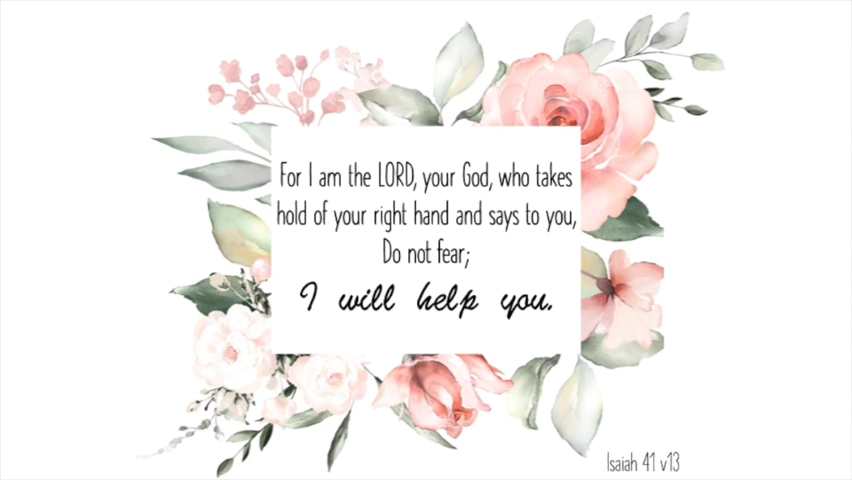 For I am the LORD, your God, who takes
hold of your right hand and says to you,
Do not fear;
I will help you.
Isaiah 41 v13